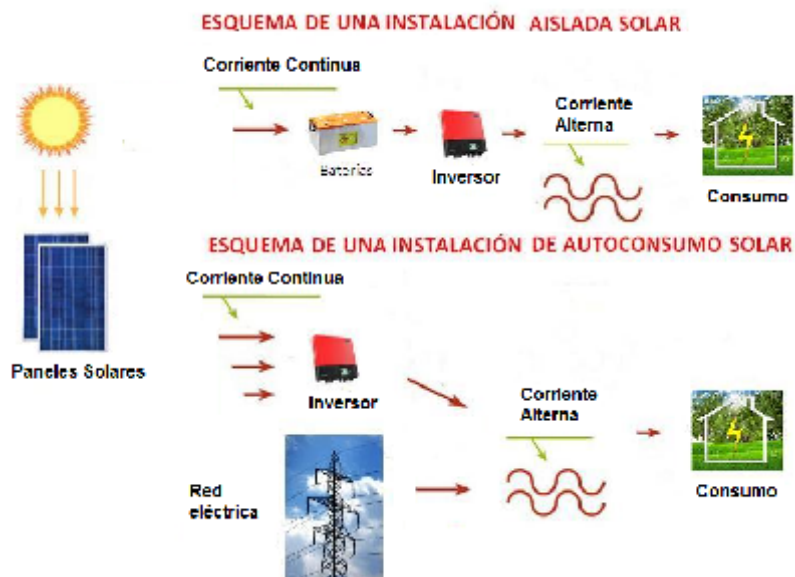 ESQUEMA DE UNA INSTALACIÓN AISLADA SOLAR
Corriente Continua
Baterías
Inversor
Corriente
Alterna
Consumo
Paneles Solares
ESQUEMA DE UNA INSTALACIÓN DE AUTOCONSUMO SOLAR
Corriente Continua
Inversor
Red
eléctrica
Corriente
Alterna
Consumo